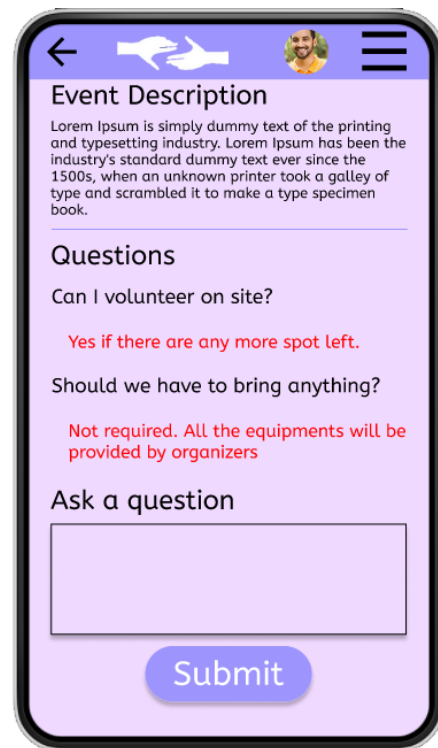 Event Description
Lorem Ipsum is simply dummy text of the printing
and typesetting industry. Lorem Ipsum has been the
industry's standard dummy text ever since the
1500s, when an unknown printer took a galley of
type and scrambled it to make a type specimen
book.
Questions
Can I volunteer on site?
Yes if there are any more spot left.
Should we have to bring anything?
Not required. All the equipments will be
provided by organizers
Ask a question
Submit